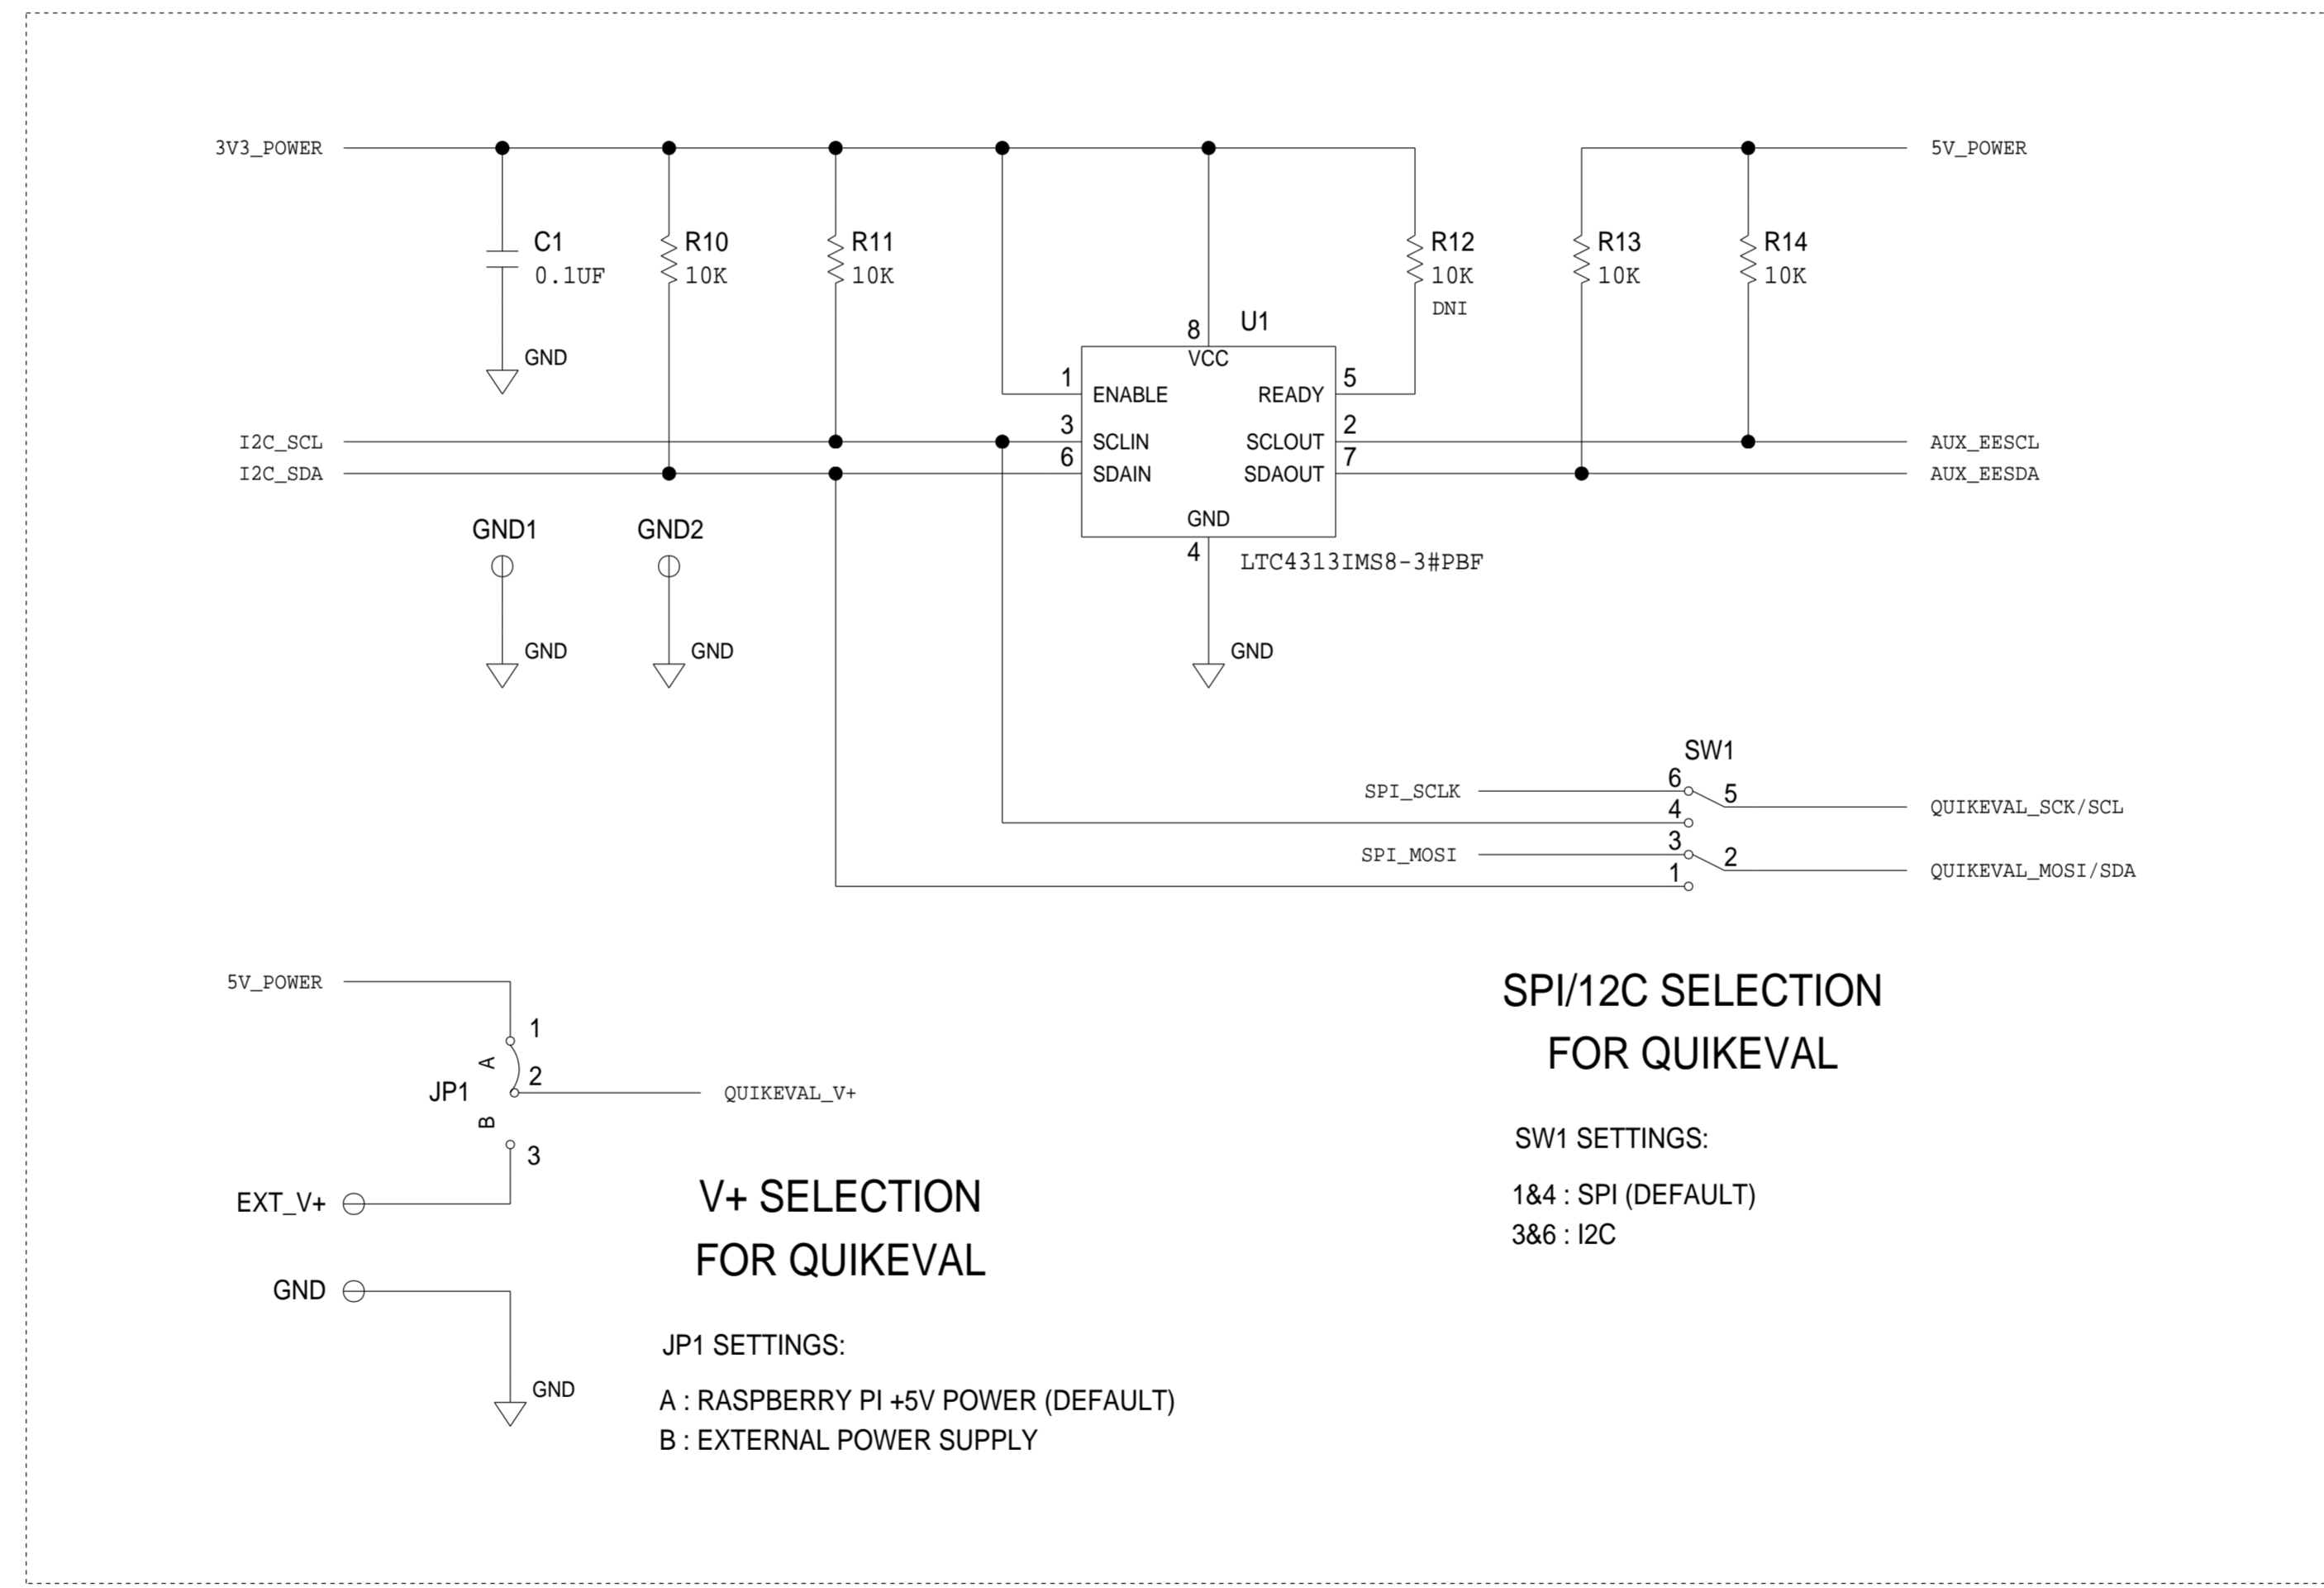 3V3_POWER
5V_POWER
C1
0.1UF
R10
10K
R11
10K
R12
10K
DNI
R13
10K
R14
10K
GND
U1
8
VCC
1
ENABLE
READY
5
3
SCLIN
SCLOUT
2
6
SDAIN
SDAOUT
7
GND
4
LTC4313IMS8-3#PBF
I2C_SCL
I2C_SDA
AUX_EESCL
AUX_EESDA
GND1
GND2
GND
GND
GND
SW1
SPI_SCLK
6
5
QUIKEVAL_SCK/SCL
4
SPI_MOSI
3
2
QUIKEVAL_MOSI/SDA
1
5V_POWER
1
A
2
JP1
QUIKEVAL_V+
B
3
EXT_V+
GND
GND
V+ SELECTION
FOR QUIKEVAL
JP1 SETTINGS:
A : RASPBERRY PI +5V POWER (DEFAULT)
B : EXTERNAL POWER SUPPLY
SPI/12C SELECTION
FOR QUIKEVAL
SW1 SETTINGS:
1&4 : SPI (DEFAULT)
3&6 : I2C